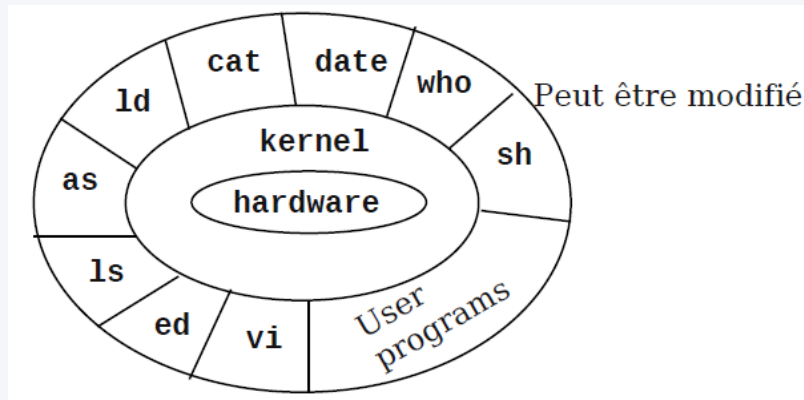 cat
date
who
Peut être modifié
ld
kernel
sh
as
hardware
ls
ed
vi
User
programs